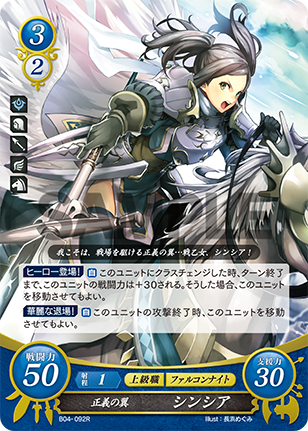 3
2
我こそは、戦場を駆ける正義の翼…戦乙女、シンシア!
ヒーロー登場! 自 このユニットにクラスチェンジした時、ターン終了
まで、このユニットの戦闘力は+30される。そうした場合、このユニット
を移動させてもよい。
華麗な退場! 自 このユニットの攻撃終了時、このユニットを移動さ
せてもよい。
戦闘力
50
射程 1 上級職 ファルコンナイト
支援力
30
正義の翼 シンシア
B04-092R
Illust:長浜めぐみ